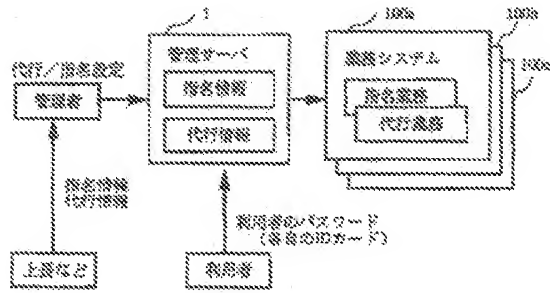 1
100a
100b
100c
管理サーバ
業務システム
代行/指名設定
管理者
指名情報
代行情報
指名業務
代行業務
指名情報
代行情報
利用者のパスワード
(各自のIDカード)
上長など
利用者